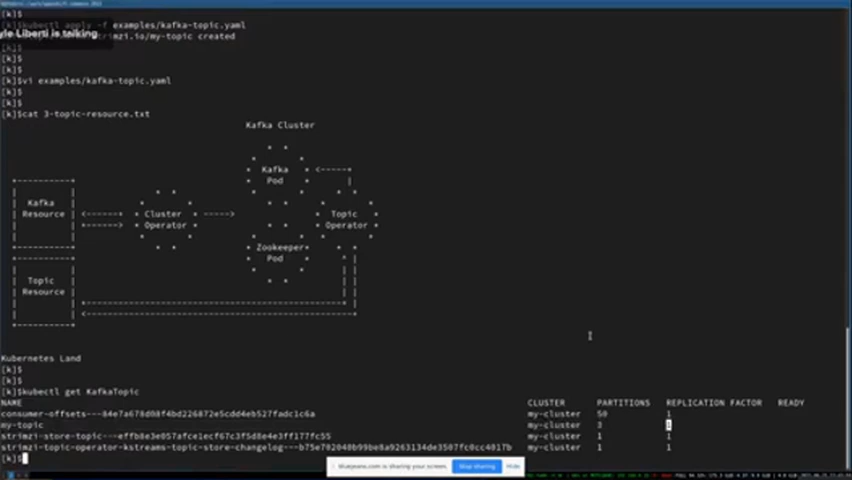 [k]$
[k]$kubectl apply -f examples/kafka-topic.yaml
yle Liberti is talking
strimzi.io/my-topic created
[k]$
[k]$
[k]$
[k]$vi examples/kafka-topic.yaml
[k]$
[k]$
[k]$cat 3-topic-resource.txt
Kafka Cluster
Kafka
Pod
Kafka
Resource
Cluster
Operator
Topic
Operator
Zookeeper
Pod
Topic
Resource
Kubernetes Land
[k]$
[k]$
[k]$kubectl get KafkaTopic
NAME CLUSTER PARTITIONS REPLICATION FACTOR READY
consumer-offsets---84e7a678d08f4bd226872e5cdd4eb527fadc1c6a my-cluster 50 1
my-topic my-cluster 3 1
strimzi-store-topic---effb8e3e057afce1ecf67c3f5d8e4e3ff177fc55 my-cluster 1 1
strimzi-topic-operator-kstreams-topic-store-changelog---b75e702040b99be8a9263134de3507fc0cc4017b my-cluster 1 1
[k]$
bluejeans.com is sharing your screen. Stop sharing Hide